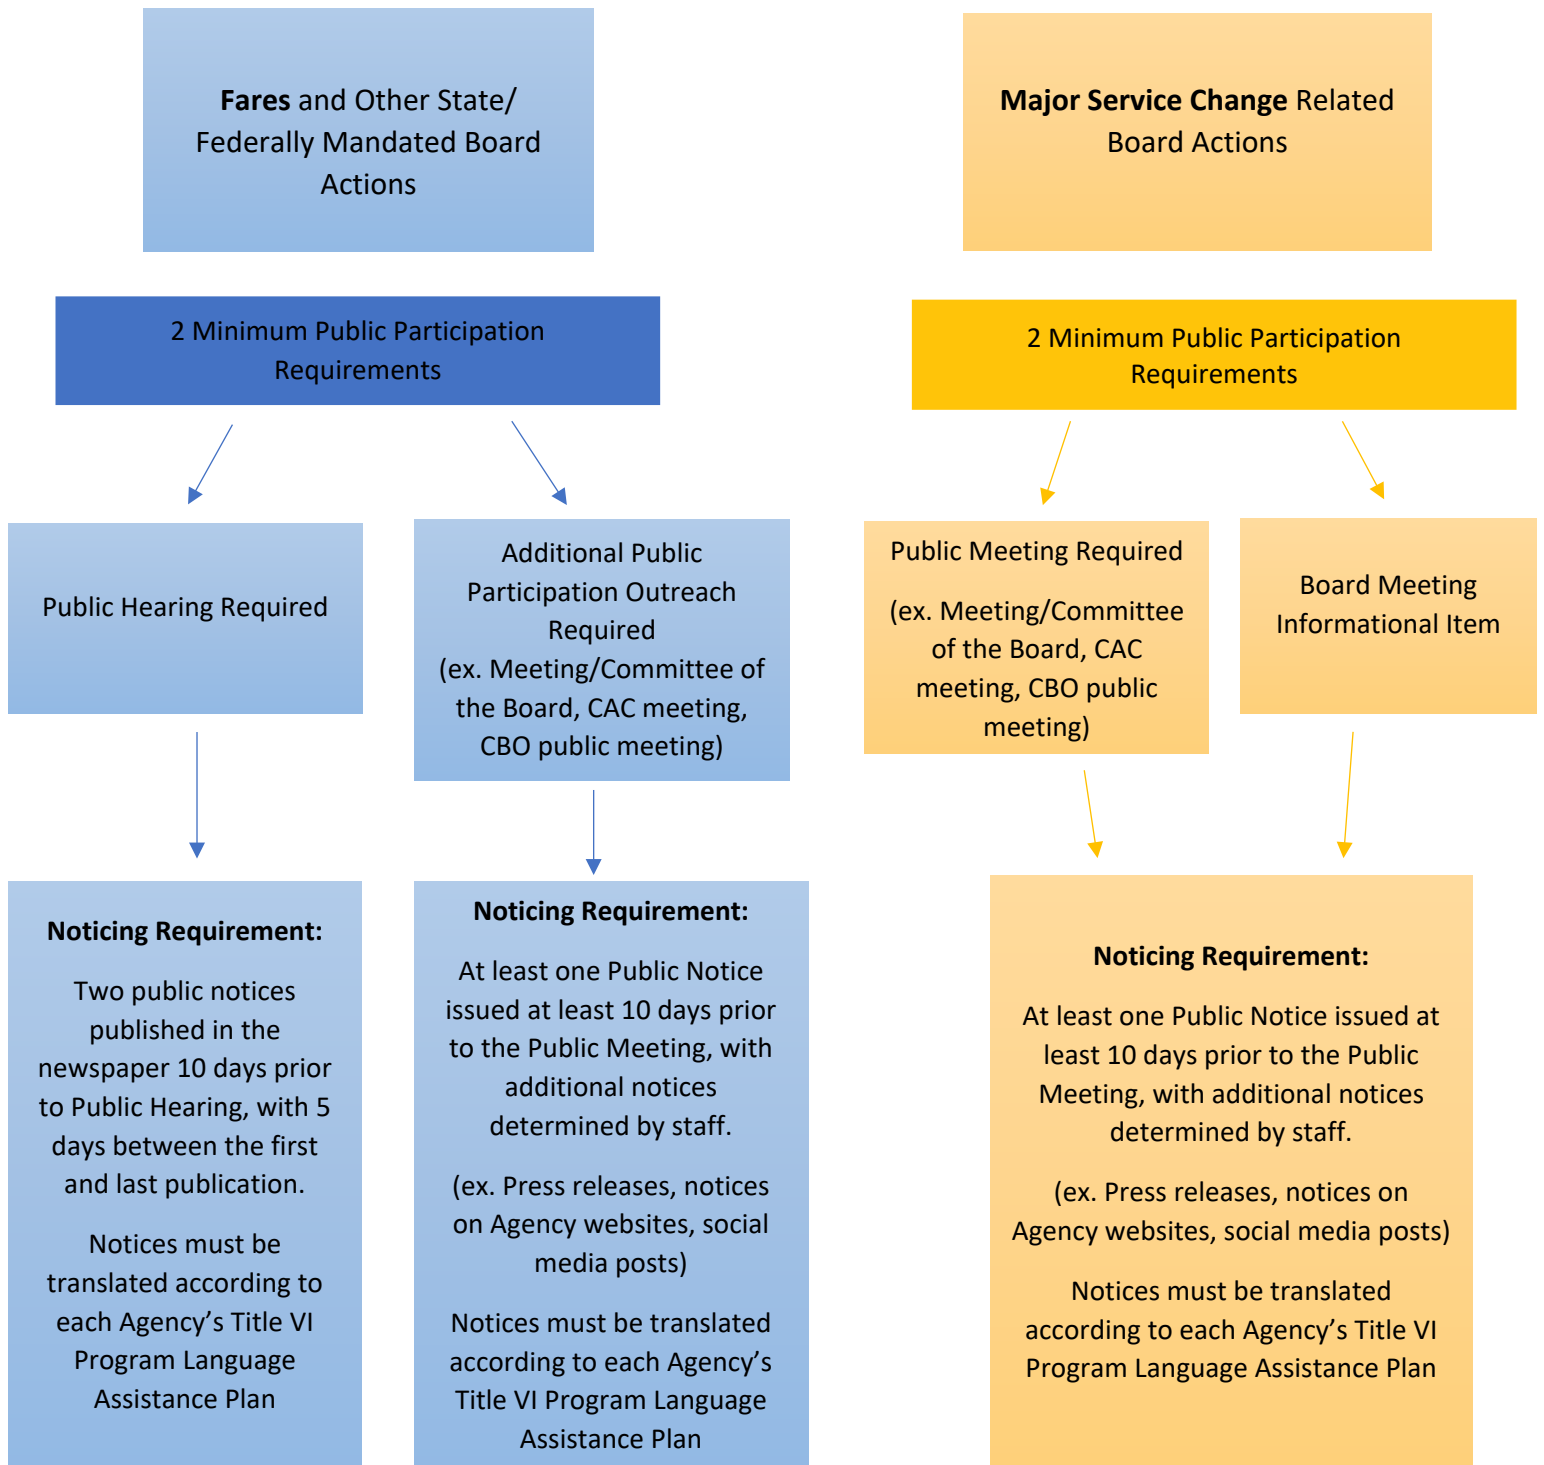 Fares and Other State/
Federally Mandated Board
Actions
2 Minimum Public Participation
Requirements
Public Hearing Required
Additional Public
Participation Outreach
Required
(ex. Meeting/Committee of
the Board, CAC meeting,
CBO public meeting)
Noticing Requirement:
Two public notices
published in the
newspaper 10 days prior
to Public Hearing, with 5
days between the first
and last publication.
Notices must be
translated according to
each Agency’s Title VI
Program Language
Assistance Plan
Noticing Requirement:
At least one Public Notice
issued at least 10 days prior
to the Public Meeting, with
additional notices
determined by staff.
(ex. Press releases, notices
on Agency websites, social
media posts)
Notices must be translated
according to each Agency’s
Title VI Program Language
Assistance Plan
Major Service Change Related
Board Actions
2 Minimum Public Participation
Requirements
Public Meeting Required
(ex. Meeting/Committee
of the Board, CAC
meeting, CBO public
meeting)
Board Meeting
Informational Item
Noticing Requirement:
At least one Public Notice issued at
least 10 days prior to the Public
Meeting, with additional notices
determined by staff.
(ex. Press releases, notices on
Agency websites, social media posts)
Notices must be translated
according to each Agency’s Title VI
Program Language Assistance Plan